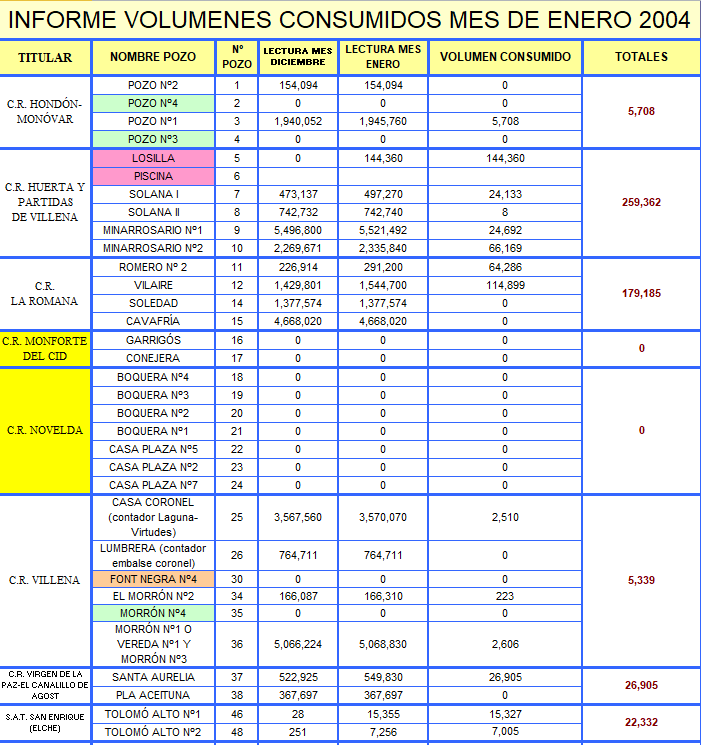 INFORME VOLUMENES CONSUMIDOS MES DE ENERO 2004
TITULAR NOMBRE POZO Nº POZO LECTURA MES DICIEMBRE LECTURA MES ENERO VOLUMEN CONSUMIDO TOTALES
C.R. HONDÓN-MONÓVAR
POZO Nº2 1 154,094 154,094 0
POZO Nº4 2 0 0 0
POZO Nº1 3 1,940,052 1,945,760 5,708
POZO Nº3 4 0 0 0
5,708
C.R. HUERTA Y PARTIDAS DE VILLENA
LOSILLA 5 0 144,360 144,360
PISCINA 6
SOLANA I 7 473,137 497,270 24,133
SOLANA II 8 742,732 742,740 8
MINARROSARIO Nº1 9 5,496,800 5,521,492 24,692
MINARROSARIO Nº2 10 2,269,671 2,335,840 66,169
259,362
C.R. LA ROMANA
ROMERO Nº 2 11 226,914 291,200 64,286
VILAIRE 12 1,429,801 1,544,700 114,899
SOLEDAD 14 1,377,574 1,377,574 0
CAVAFRÍA 15 4,668,020 4,668,020 0
179,185
C.R. MONFORTE DEL CID
GARRIGÓS 16 0 0 0
CONEJERA 17 0 0 0
0
C.R. NOVELDA
BOQUERA Nº4 18 0 0 0
BOQUERA Nº3 19 0 0 0
BOQUERA Nº2 20 0 0 0
BOQUERA Nº1 21 0 0 0
CASA PLAZA Nº5 22 0 0 0
CASA PLAZA Nº2 23 0 0 0
CASA PLAZA Nº7 24 0 0 0
0
C.R. VILLENA
CASA CORONEL (contador Laguna-Virtudes) 25 3,567,560 3,570,070 2,510
LUMBRERA (contador embalse coronel) 26 764,711 764,711 0
FONT NEGRA Nº4 30 0 0 0
EL MORRÓN Nº2 34 166,087 166,310 223
MORRÓN Nº4 35 0 0 0
MORRÓN Nº1 O VEREDA Nº1 Y MORRÓN Nº3 36 5,066,224 5,068,830 2,606
5,339
C.R. VIRGEN DE LA PAZ-EL CANALILLO DE AGOST
SANTA AURELIA 37 522,925 549,830 26,905
PLA ACEITUNA 38 367,697 367,697 0
26,905
S.A.T. SAN ENRIQUE (ELCHE)
TOLOMÓ ALTO Nº1 46 28 15,355 15,327
TOLOMÓ ALTO Nº2 48 251 7,256 7,005
22,332